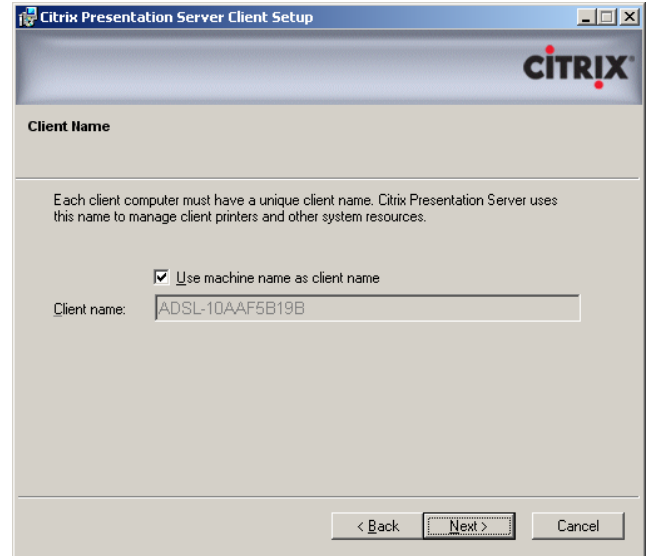 Citrix Presentation Server Client Setup
CITRIX®
Client Name
Each client computer must have a unique client name. Citrix Presentation Server uses
this name to manage client printers and other system resources.
Use machine name as client name
Client name: ADSL-10AAF5B19B
< Back Next > Cancel